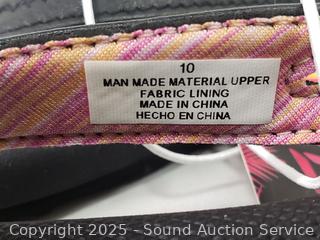 10
MAN MADE MATERIAL UPPER
FABRIC LINING
MADE IN CHINA
HECHO EN CHINA
Copyright 2025 - Sound Auction Service